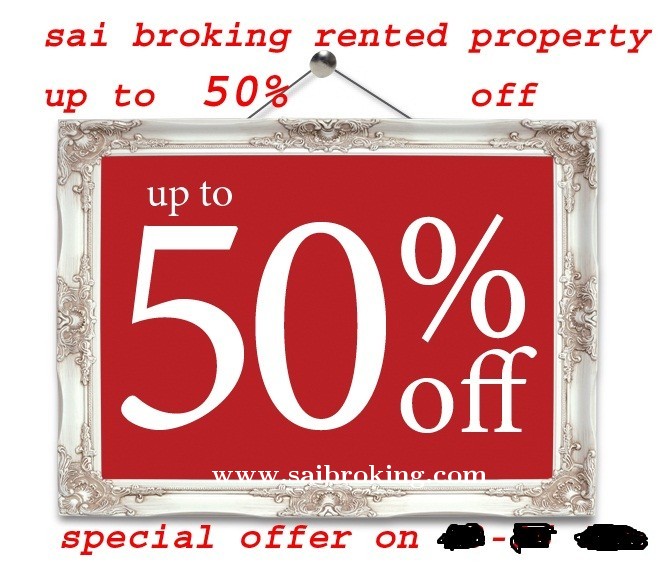 sai broking rented property
up to 50% off
up to
50%
off
www.saibroking.com
special offer on